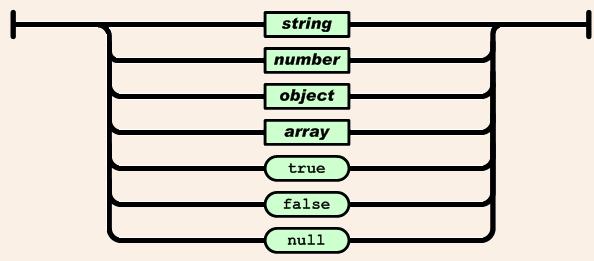 string
number
object
array
true
false
null